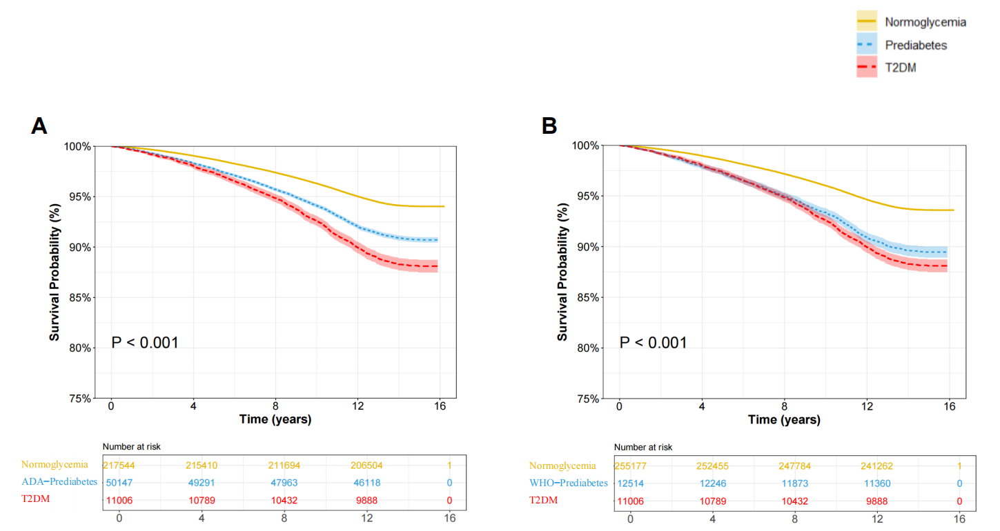 Normoglycemia
Prediabetes
T2DM
A
100%
95%
90%
85%
80%
75%
Survival Probability (%)
P < 0.001
0 4 8 12 16
Time (years)
Number at risk
Normoglycemia 217544 215410 211694 206504 1
ADA−Prediabetes 50147 49291 47963 46118 0
T2DM 11006 10789 10432 9888 0
0 4 8 12 16
B
100%
95%
90%
85%
80%
75%
Survival Probability (%)
P < 0.001
0 4 8 12 16
Time (years)
Number at risk
Normoglycemia 255177 252455 247784 241262 1
WHO−Prediabetes 12514 12246 11873 11360 0
T2DM 11006 10789 10432 9888 0
0 4 8 12 16